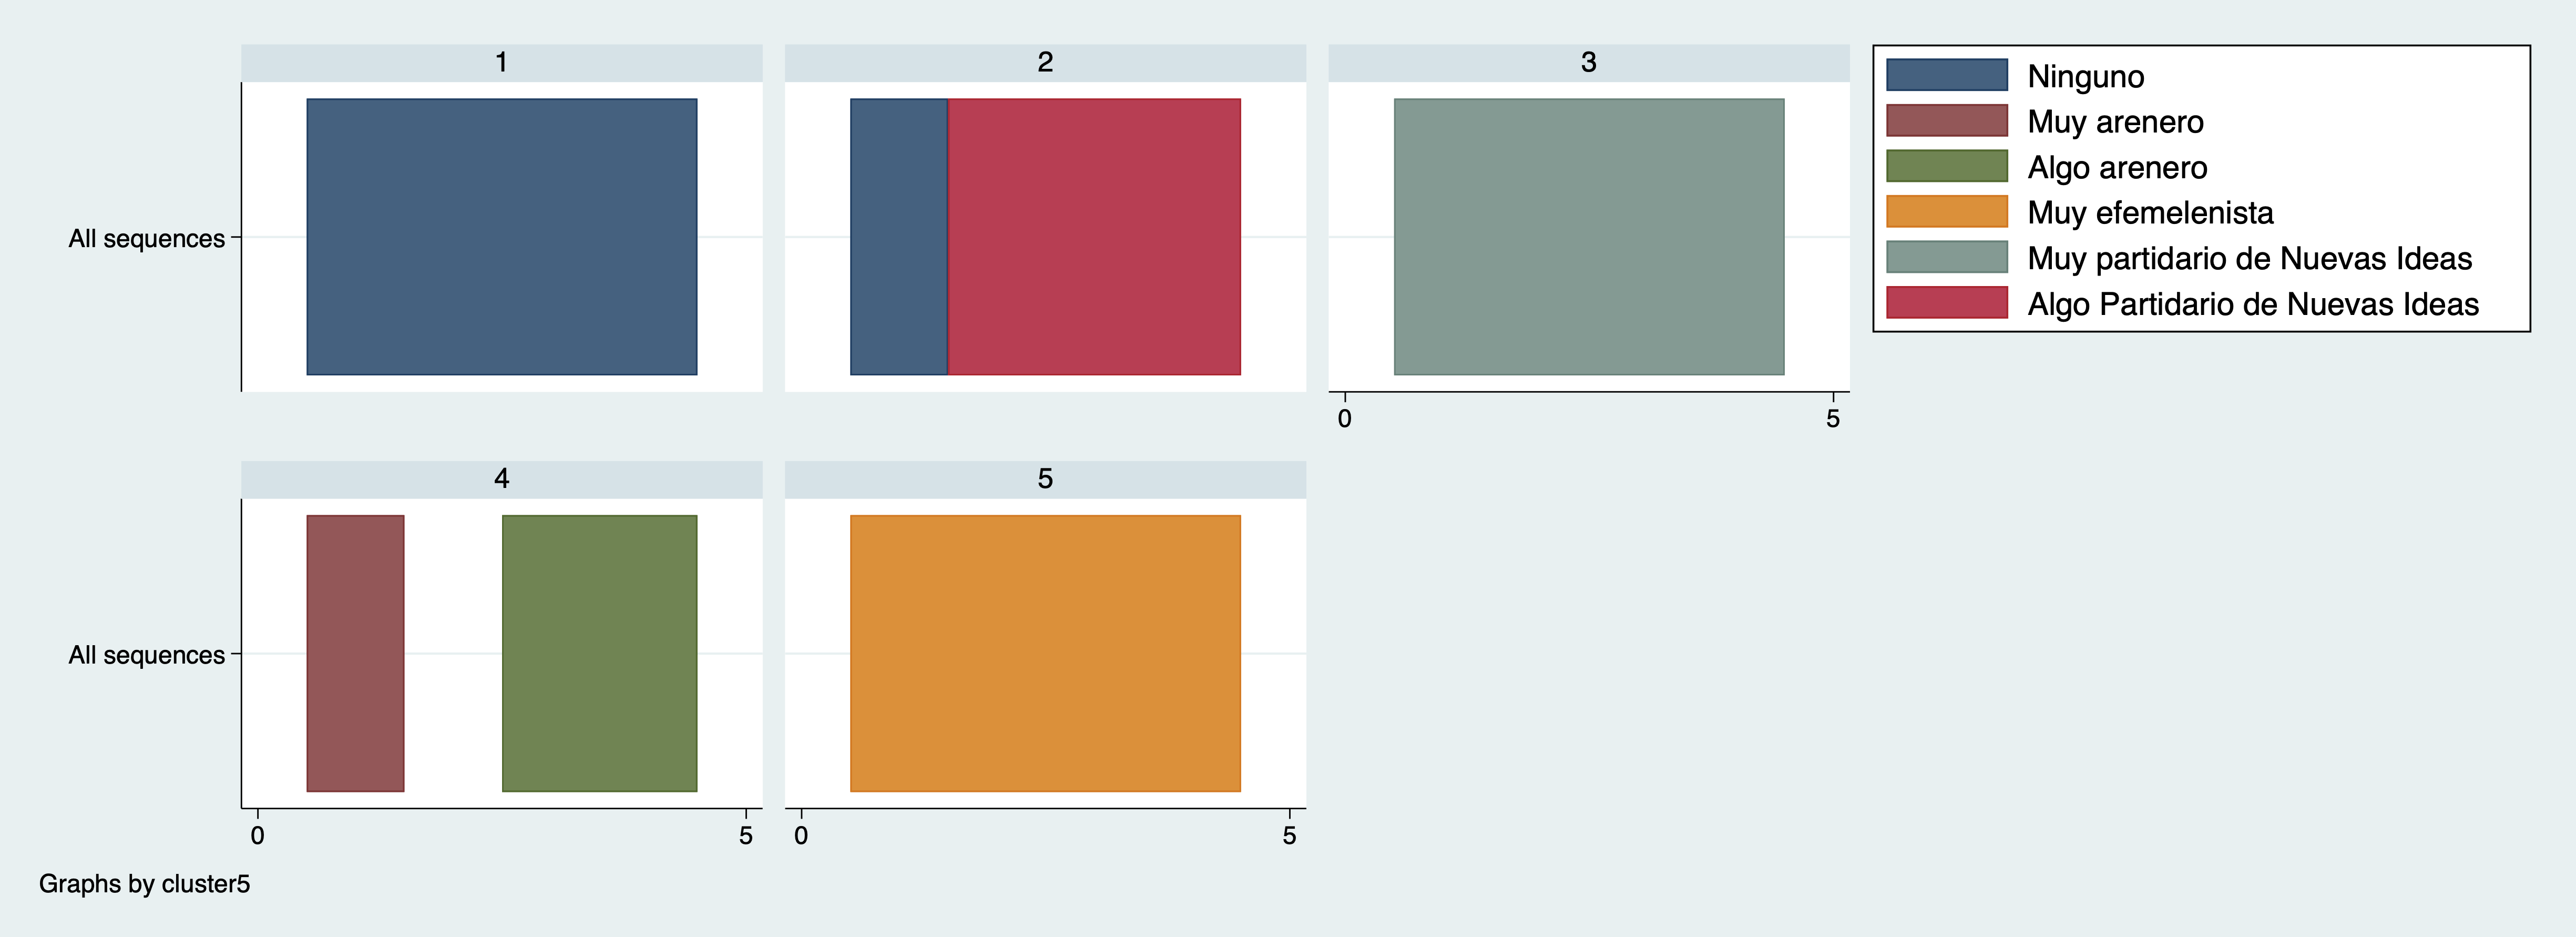 1
2
3
Ninguno
Muy arenero
Algo arenero
Muy efemelenista
Muy partidario de Nuevas Ideas
Algo Partidario de Nuevas Ideas
All sequences
0 5
4
5
All sequences
0 5
0 5
Graphs by cluster5